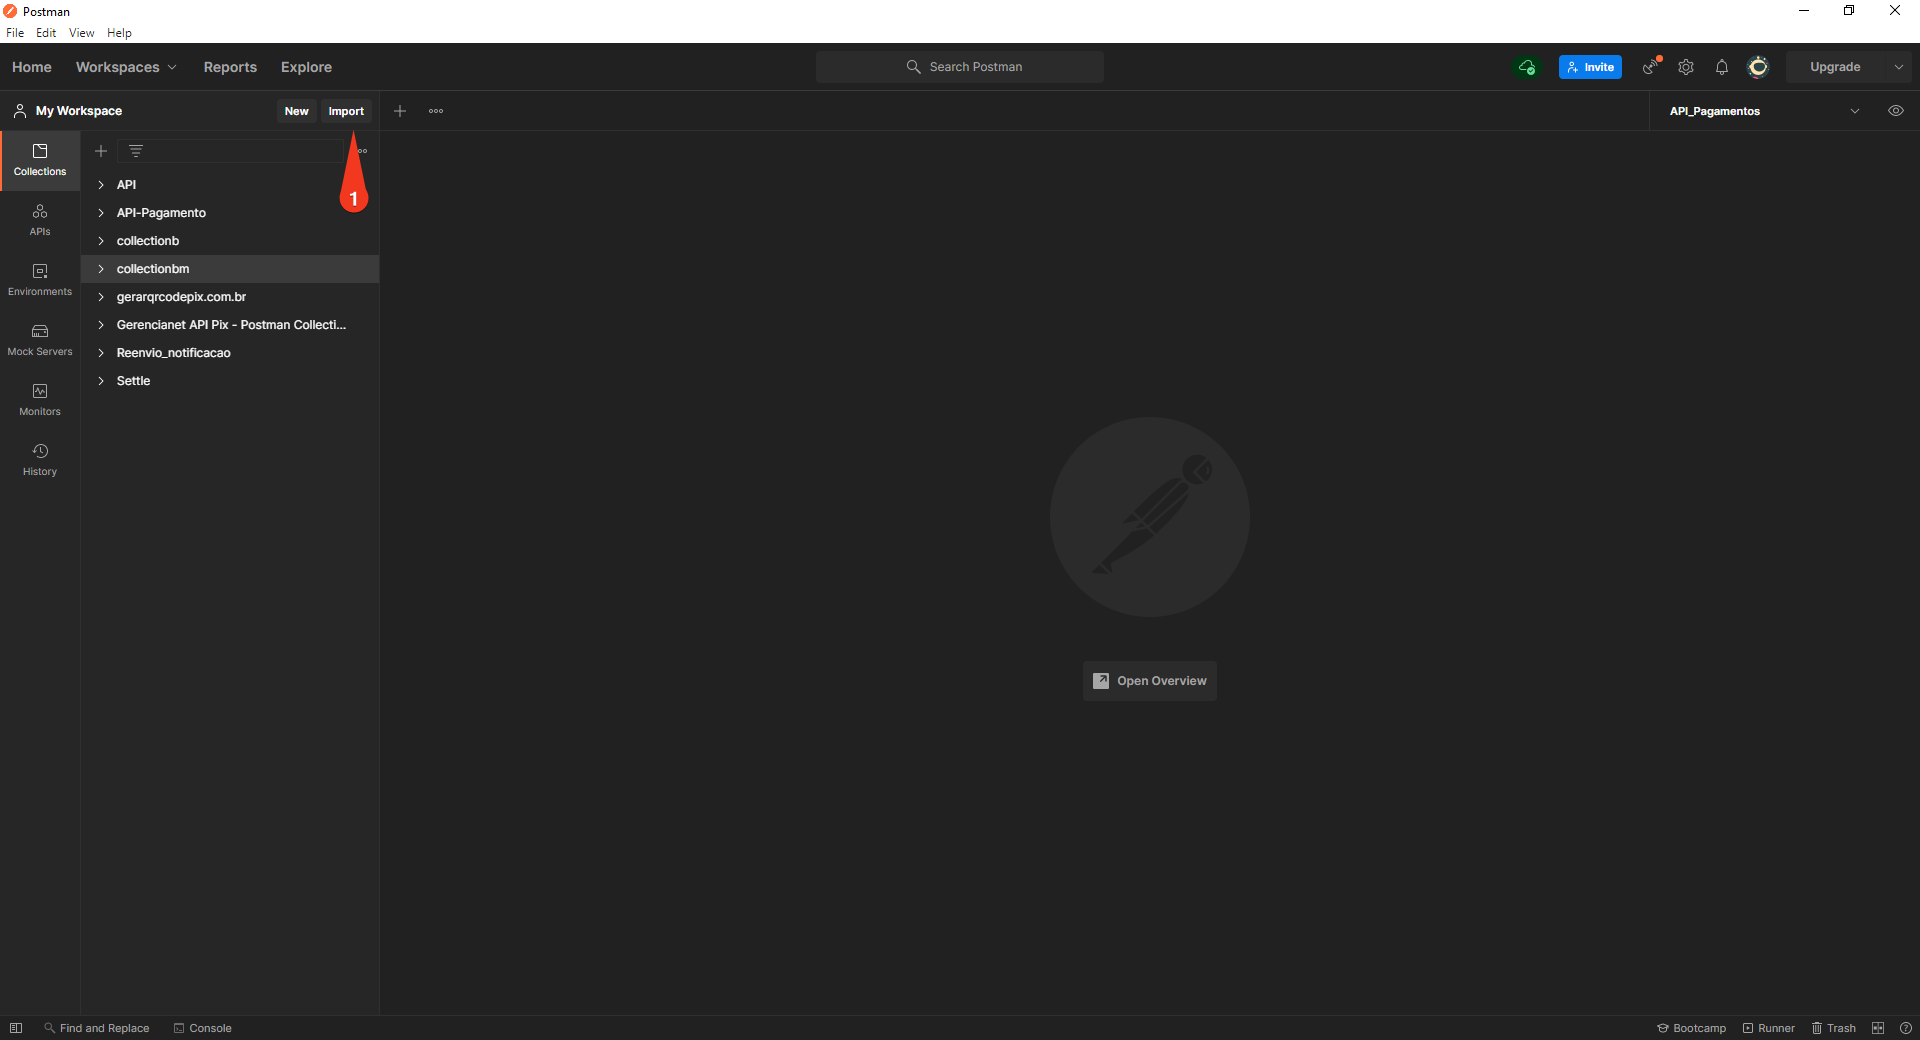 Postman
File Edit View Help
Home Workspaces Reports Explore Search Postman Invite Upgrade
My Workspace New Import API_Pagamentos
Collections
APIs
Environments
Mock Servers
Monitors
History
1
API
API-Pagamento
collectionb
collectionbm
gerarqrcodepix.com.br
Gerencianet API Pix - Postman Collecti...
Reenvio_notificacao
Settle
Open Overview
Find and Replace Console Bootcamp Runner Trash